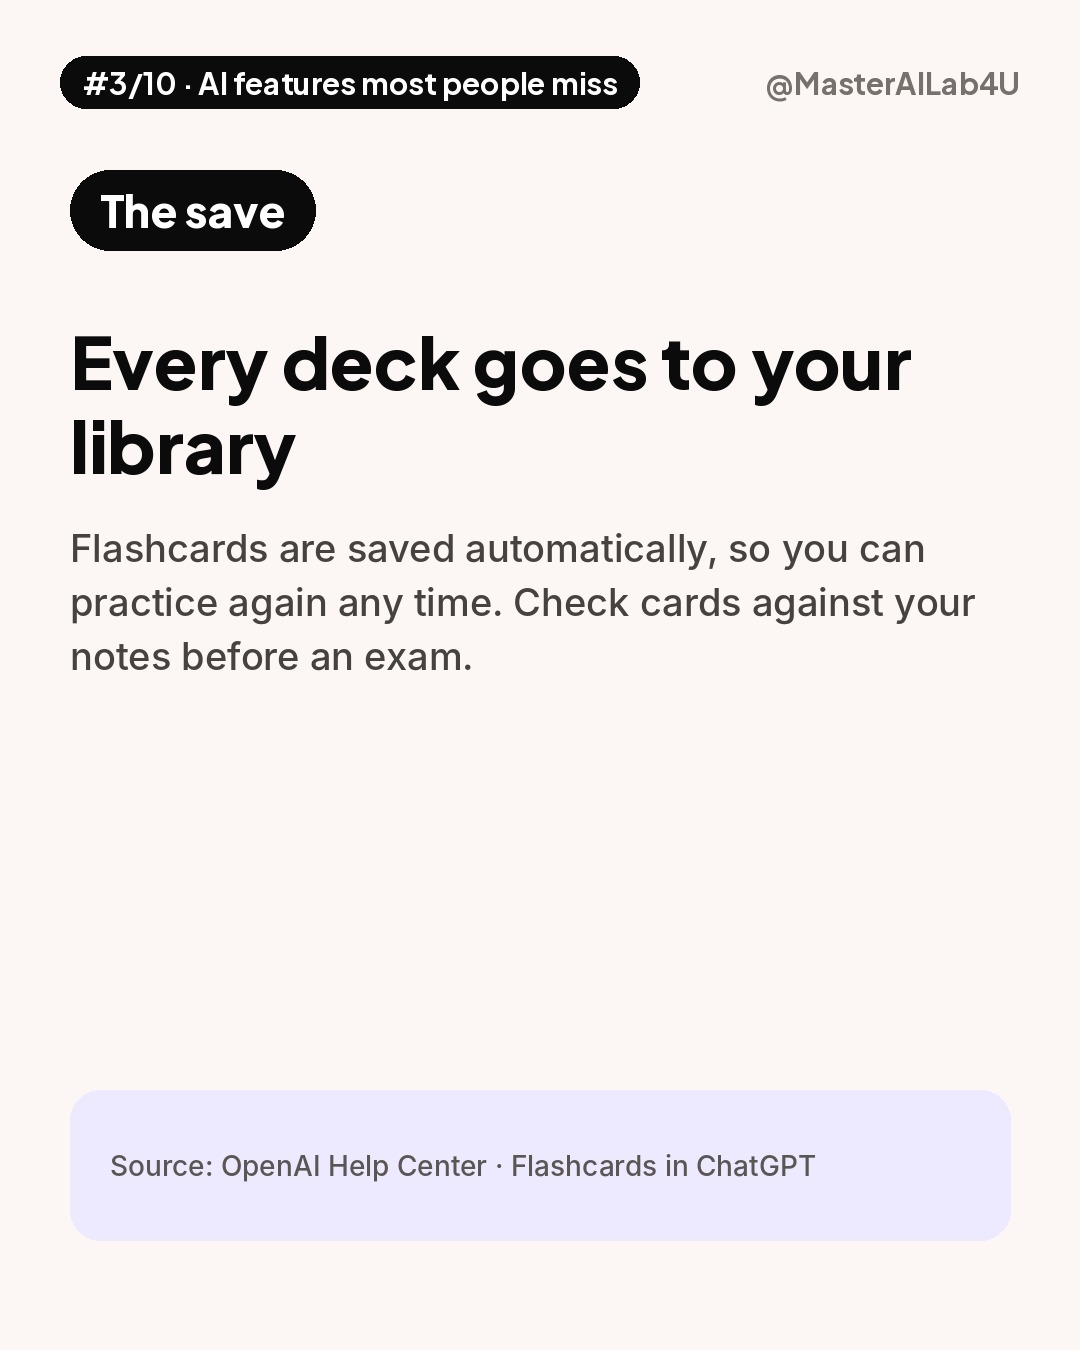 #3/10 · AI features most people miss
@MasterAILab4U
The save
Every deck goes to your
library
Flashcards are saved automatically, so you can
practice again any time. Check cards against your
notes before an exam.
Source: OpenAI Help Center · Flashcards in ChatGPT